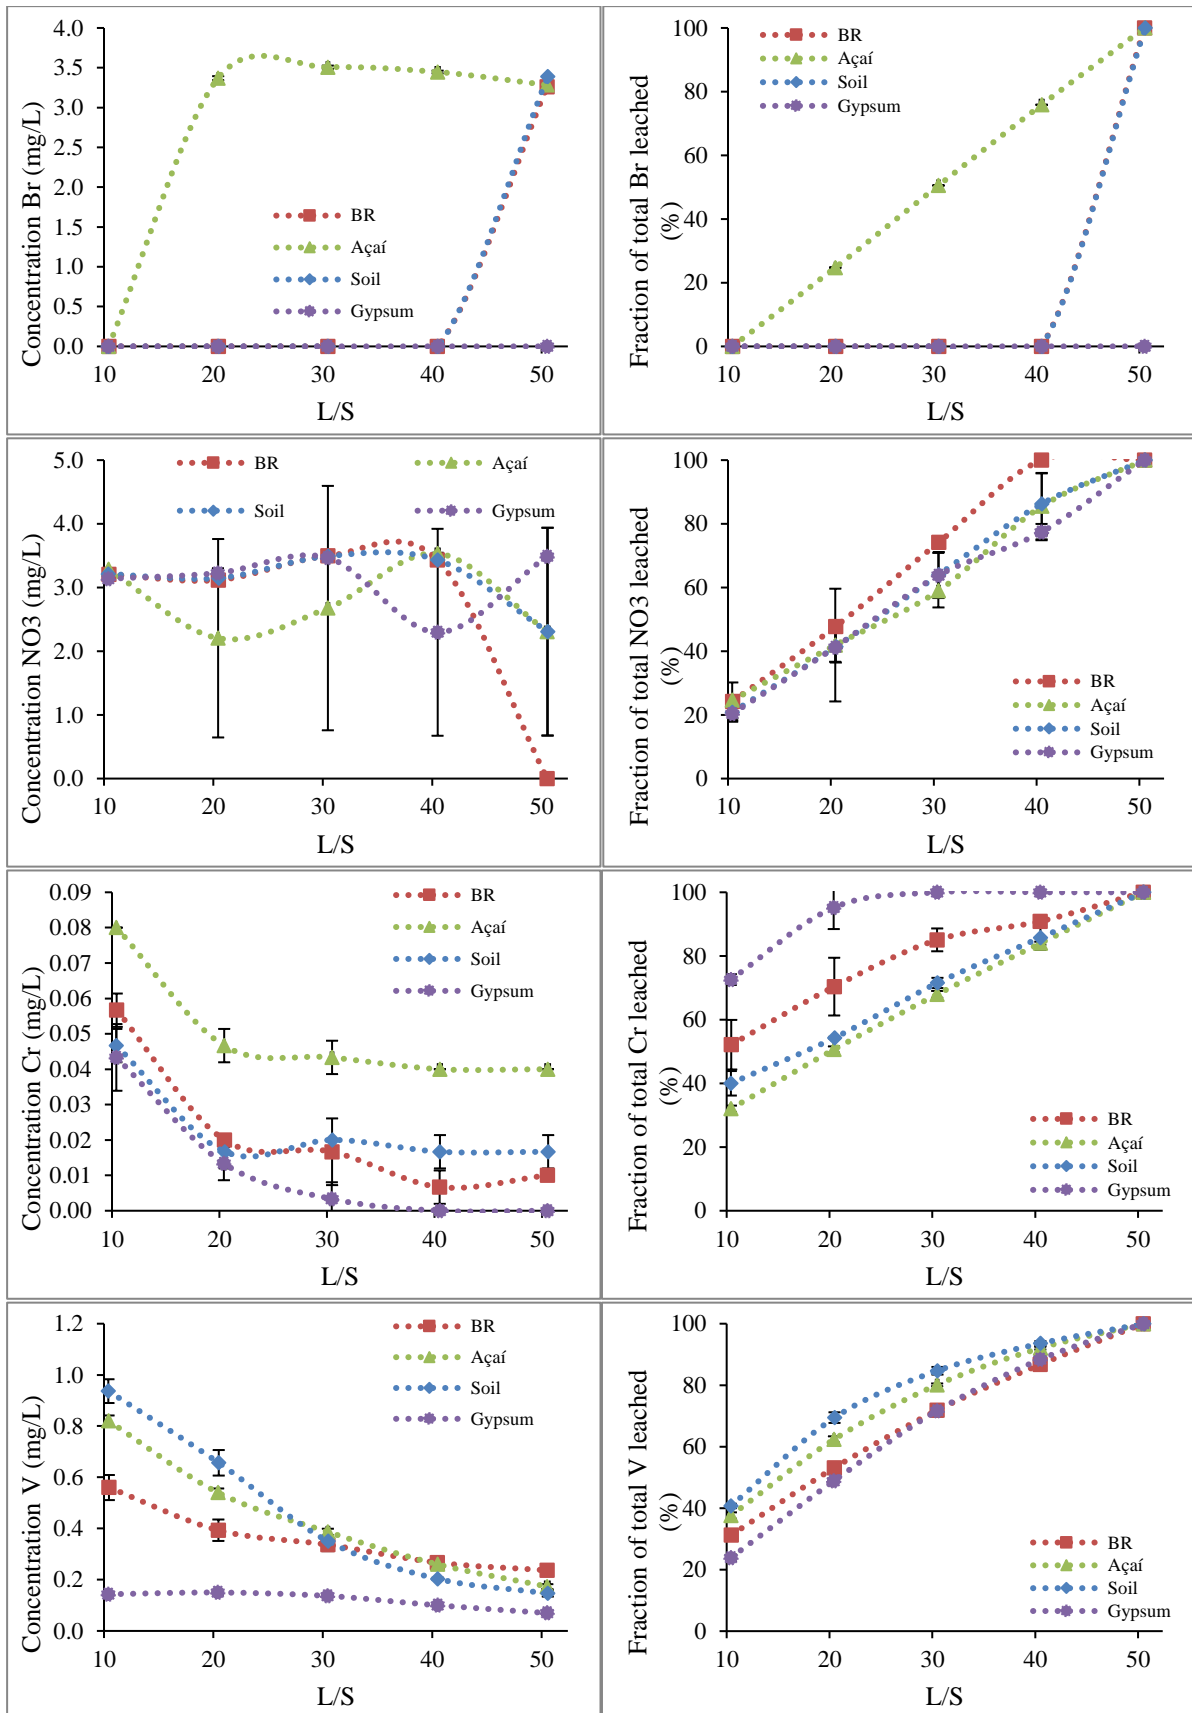 Concentration Br (mg/L)
4.0
3.5
3.0
2.5
2.0
1.5
1.0
0.5
0.0
BR
Açaí
Soil
Gypsum
10 20 30 40 50
L/S
Fraction of total Br leached
(%)
100
80
60
40
20
0
BR
Açaí
Soil
Gypsum
10 20 30 40 50
L/S
Concentration NO3 (mg/L)
5.0
4.0
3.0
2.0
1.0
0.0
BR Açaí
Soil Gypsum
10 20 30 40 50
L/S
Fraction of total NO3 leached
(%)
100
80
60
40
20
0
BR
Açaí
Soil
Gypsum
10 20 30 40 50
L/S
Concentration Cr (mg/L)
0.09
0.08
0.07
0.06
0.05
0.04
0.03
0.02
0.01
0.00
BR
Açaí
Soil
Gypsum
10 20 30 40 50
L/S
Fraction of total Cr leached
(%)
100
80
60
40
20
0
BR
Açaí
Soil
Gypsum
10 20 30 40 50
L/S
Concentration V (mg/L)
1.2
1.0
0.8
0.6
0.4
0.2
0.0
BR
Açaí
Soil
Gypsum
10 20 30 40 50
L/S
Fraction of total V leached
(%)
100
80
60
40
20
0
BR
Açaí
Soil
Gypsum
10 20 30 40 50
L/S